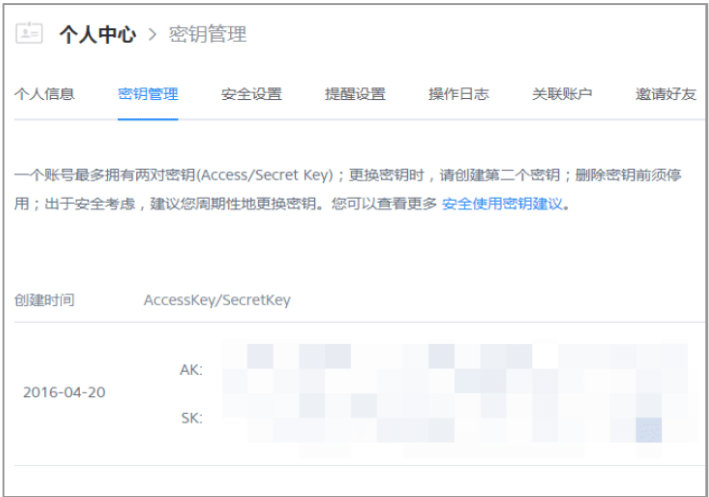 个人中心 > 密钥管理
个人信息 密钥管理 安全设置 提醒设置 操作日志 关联账户 邀请好友
一个账号最多拥有两对密钥(Access/Secret Key)；更换密钥时，请创建第二个密钥；删除密钥前须停
用；出于安全考虑，建议您周期性地更换密钥。您可以查看更多 安全使用密钥建议。
创建时间 AccessKey/SecretKey
AK:
2016-04-20
SK: